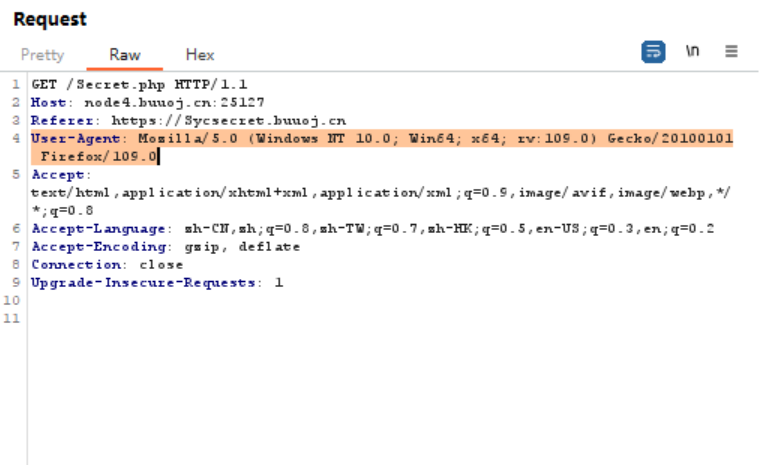 Request
Pretty Raw Hex \n
1 GET /Secret.php HTTP/1.1
2 Host: node4.buuoj.cn:25127
3 Referer: https://Sycsecret.buuoj.cn
4 User-Agent: Mozilla/5.0 (Windows NT 10.0; Win64; x64; rv:109.0) Gecko/20100101
Firefox/109.0
5 Accept:
text/html,application/xhtml+xml,application/xml;q=0.9,image/avif,image/webp,*/
*;q=0.8
6 Accept-Language: zh-CN,zh;q=0.8,zh-TW;q=0.7,zh-HK;q=0.5,en-US;q=0.3,en;q=0.2
7 Accept-Encoding: gzip, deflate
8 Connection: close
9 Upgrade-Insecure-Requests: 1
10
11